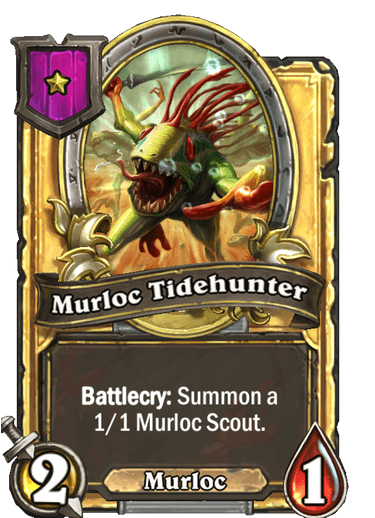 Murloc Tidehunter
Battlecry: Summon a
1/1 Murloc Scout.
2
Murloc
1